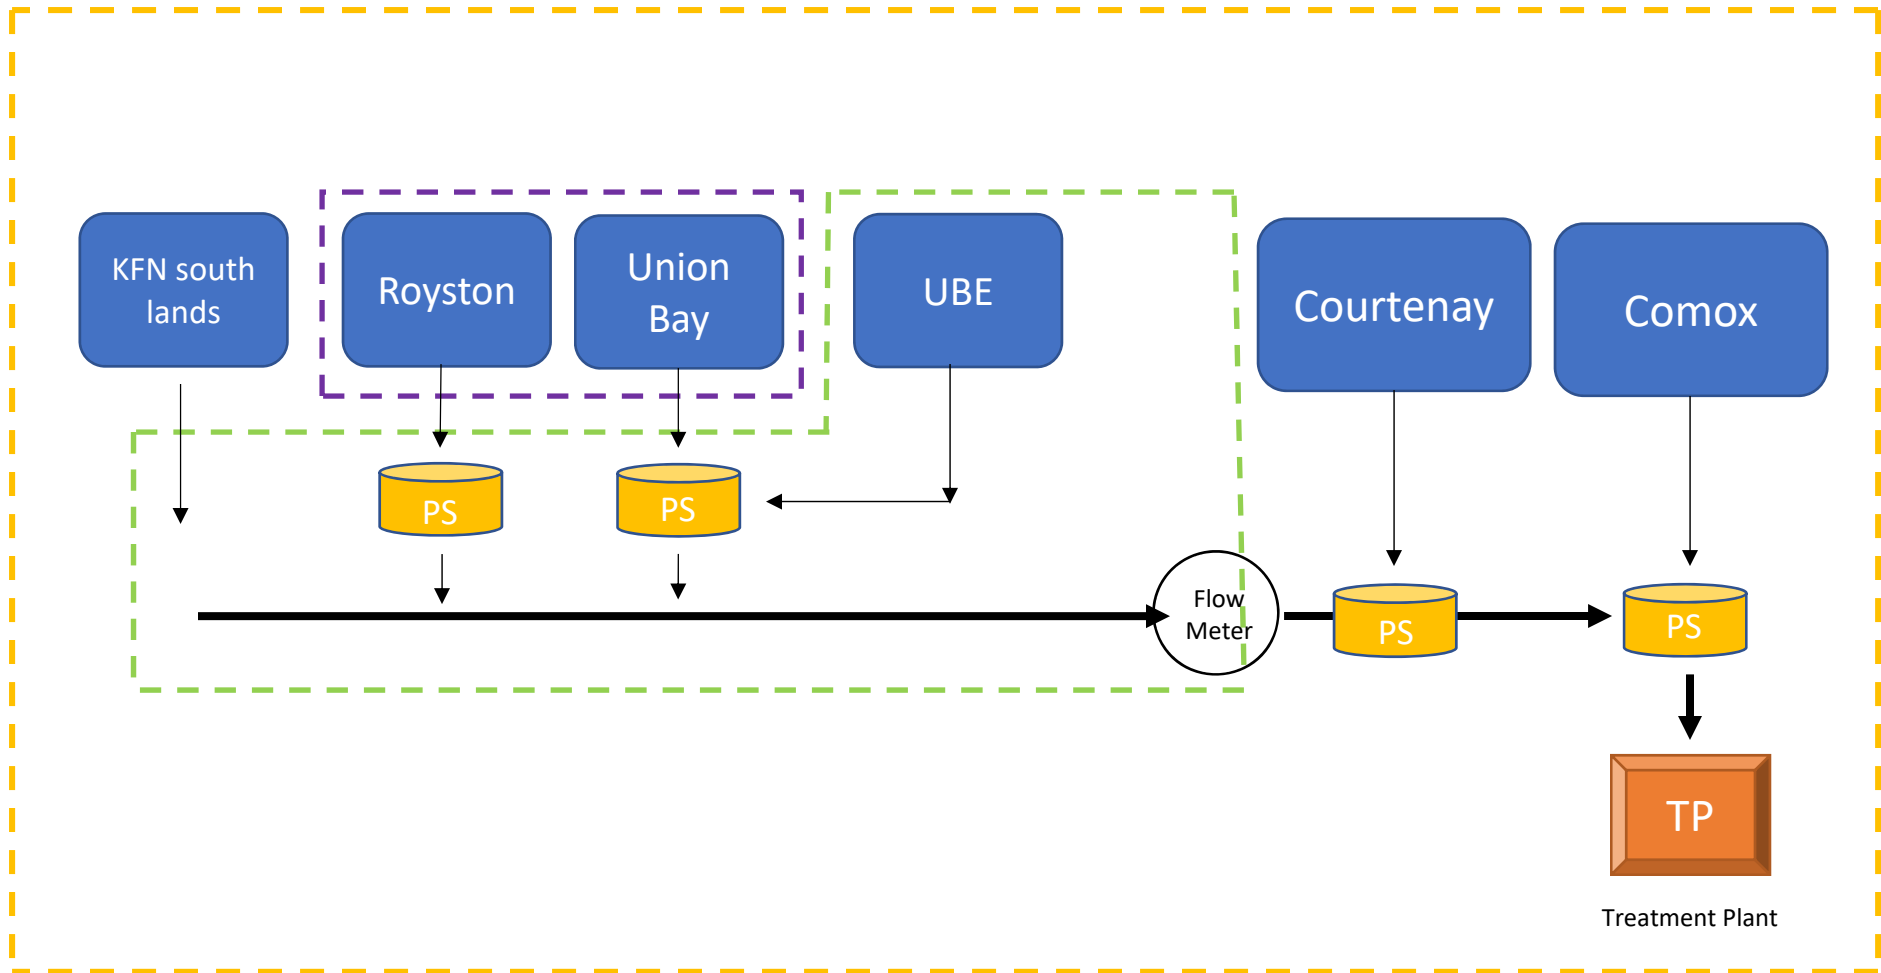 KFN south
lands
Royston
Union
Bay
UBE
Courtenay
Comox
PS
PS
Flow
Meter
PS
PS
TP
Treatment Plant